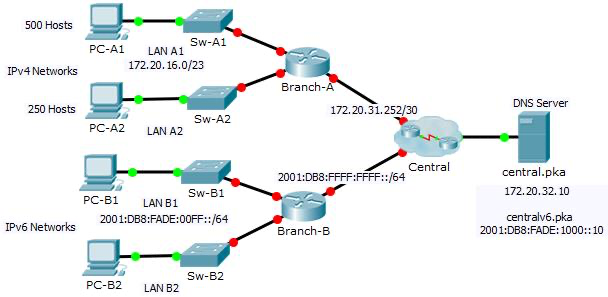 500 Hosts
PC-A1
LAN A1
172.20.16.0/23
Sw-A1
IPv4 Networks
Branch-A
250 Hosts
PC-A2
LAN A2
Sw-A2
172.20.31.252/30
DNS Server
Central
central.pka
172.20.32.10
centralv6.pka
2001:DB8:FADE:1000::10
PC-B1
LAN B1
2001:DB8:FADE:00FF::/64
Sw-B1
2001:DB8:FFFF:FFFF::/64
IPv6 Networks
Branch-B
PC-B2
LAN B2
Sw-B2